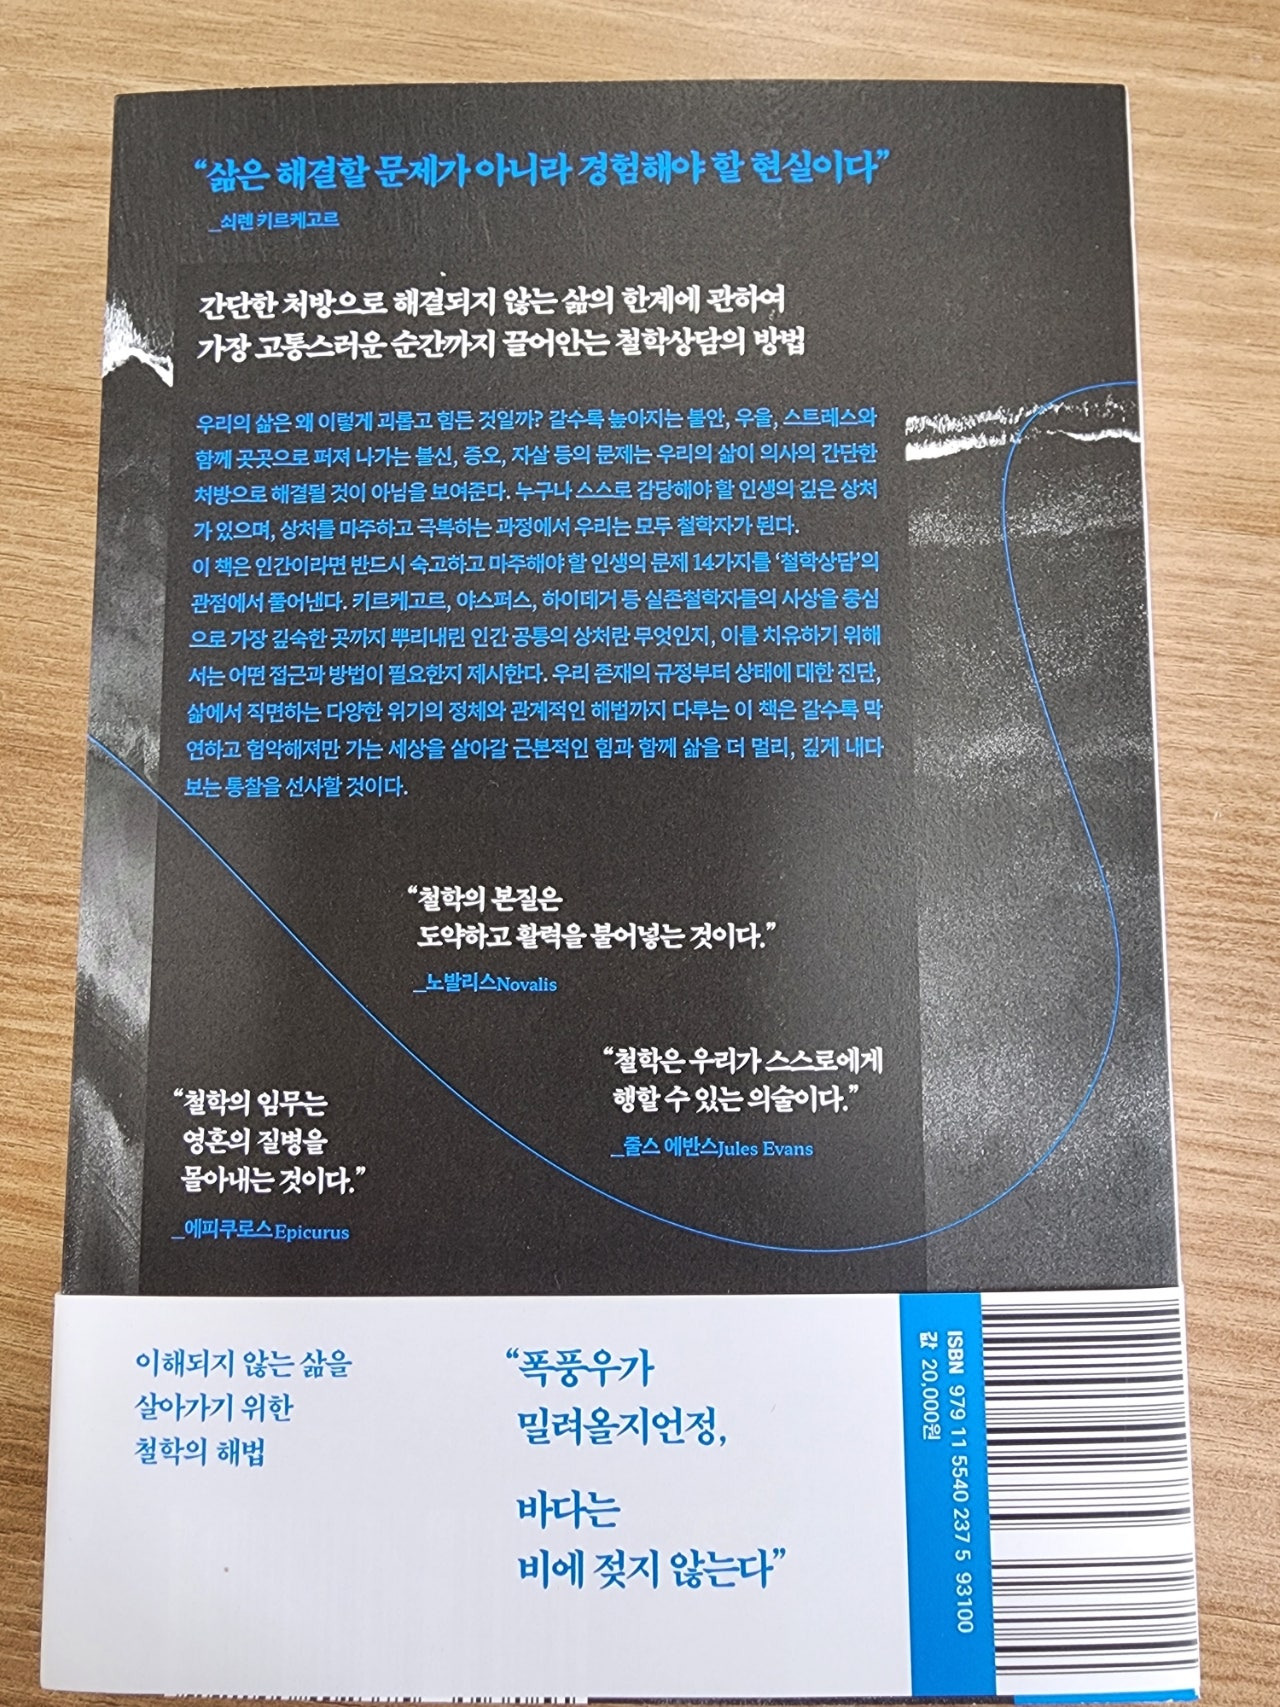 “삶은 해결할 문제가 아니라 경험해야 할 현실이다”
_쇠렌 키르케고르
간단한 처방으로 해결되지 않는 삶의 한계에 관하여
가장 고통스러운 순간까지 끌어안는 철학상담의 방법
우리의 삶은 왜 이렇게 괴롭고 힘든 것일까? 갈수록 높아지는 불안, 우울, 스트레스와
함께 곳곳으로 퍼져 나가는 불신, 증오, 자살 등의 문제는 우리의 삶이 의사의 간단한
처방으로 해결될 것이 아님을 보여준다. 누구나 스스로 감당해야 할 인생의 깊은 상처
가 있으며, 상처를 마주하고 극복하는 과정에서 우리는 모두 철학자가 된다.
이 책은 인간이라면 반드시 숙고하고 마주해야 할 인생의 문제 14가지를 ‘철학상담’의
관점에서 풀어낸다. 키르케고르, 야스퍼스, 하이데거 등 실존철학자들의 사상을 중심
으로 가장 깊숙한 곳까지 뿌리내린 인간 공통의 상처란 무엇인지, 이를 치유하기 위해
서는 어떤 접근과 방법이 필요한지 제시한다. 우리 존재의 규정부터 상태에 대한 진단,
삶에서 직면하는 다양한 위기의 정체와 관계적인 해법까지 다루는 이 책은 갈수록 막
연하고 험악해져만 가는 세상을 살아갈 근본적인 힘과 함께 삶을 더 멀리, 깊게 내다
보는 통찰을 선사할 것이다.
“철학의 본질은
도약하고 활력을 불어넣는 것이다.”
_노발리스Novalis
“철학은 우리가 스스로에게
행할 수 있는 의술이다.”
_줄스 에반스Jules Evans
“철학의 임무는
영혼의 질병을
몰아내는 것이다.”
_에피쿠로스Epicurus
이해되지 않는 삶을
살아가기 위한
철학의 해법
“폭풍우가
밀려올지언정,
바다는
비에 젖지 않는다”
ISBN 979 11 5540 237 5 93100
값 20,000원